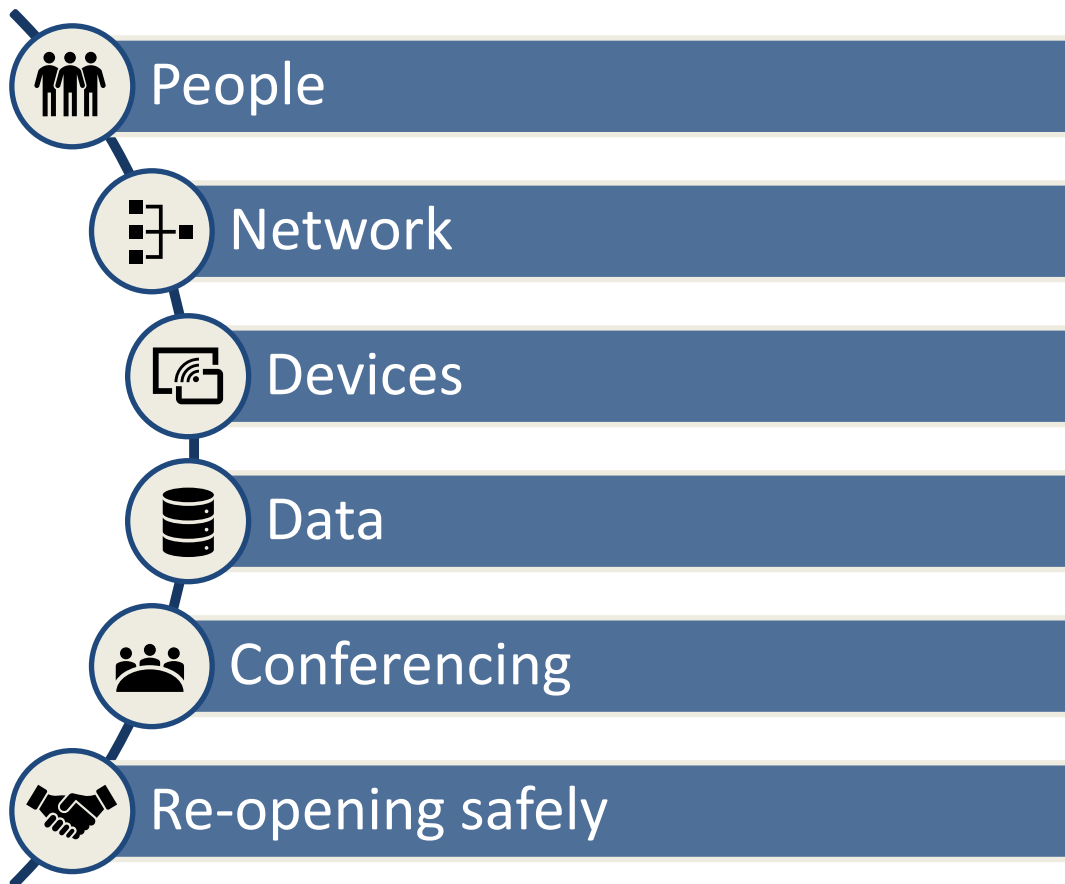 People
Network
Devices
Data
Conferencing
Re-opening safely